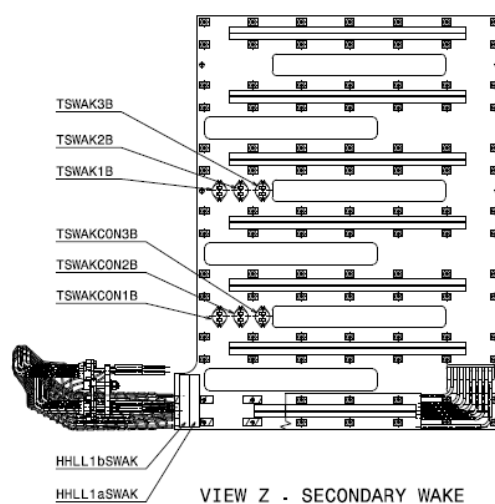 TSWAK3B
TSWAK2B
TSWAK1B
TSWAKCON3B
TSWAKCON2B
TSWAKCON1B
HHLL1bSWAK
HHLL1aSWAK
VIEW Z - SECONDARY WAKE